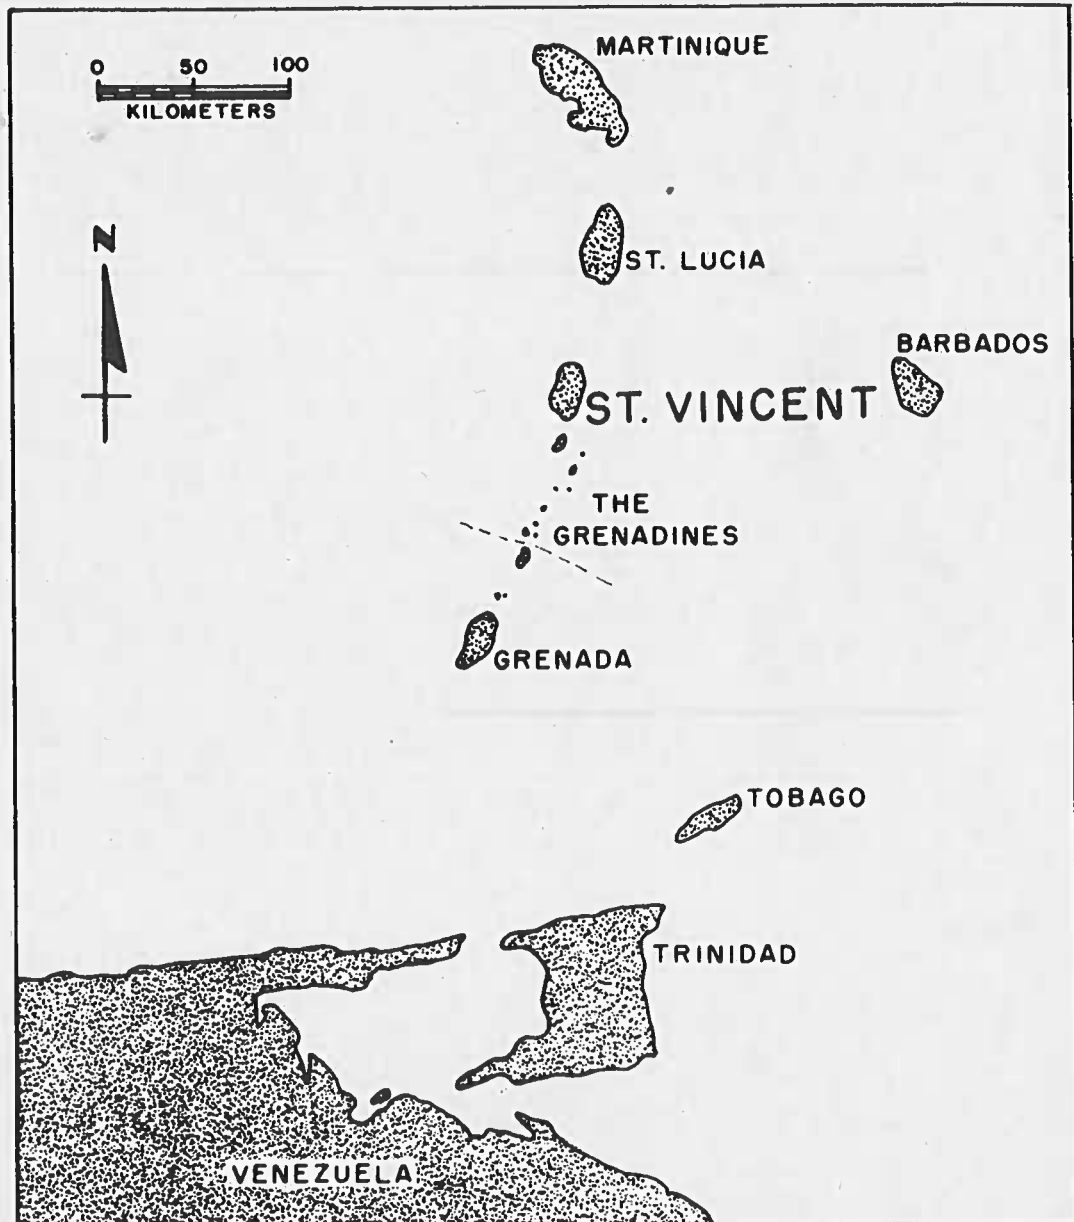 MARTINIQUE
0 50 100
KILOMETERS
N
ST. LUCIA
BARBADOS
ST. VINCENT
THE
GRENADINES
GRENADA
TOBAGO
TRINIDAD
VENEZUELA